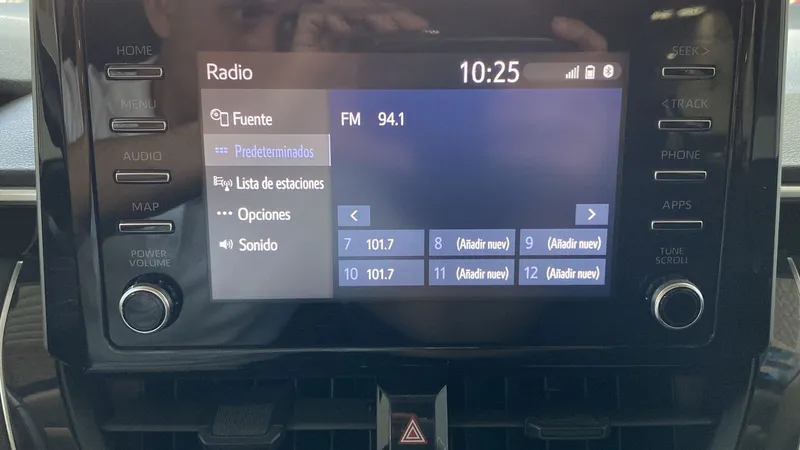 HOME
MENU
AUDIO
MAP
POWER
VOLUME
Radio
10:25
Fuente
Predeterminados
Lista de estaciones
Opciones
Sonido
FM 94.1
<
>
7 101.7
8 (Añadir nuev)
9 (Añadir nuev)
10 101.7
11 (Añadir nuev)
12 (Añadir nuev)
SEEK >
< TRACK
PHONE
APPS
TUNE
SCROLL